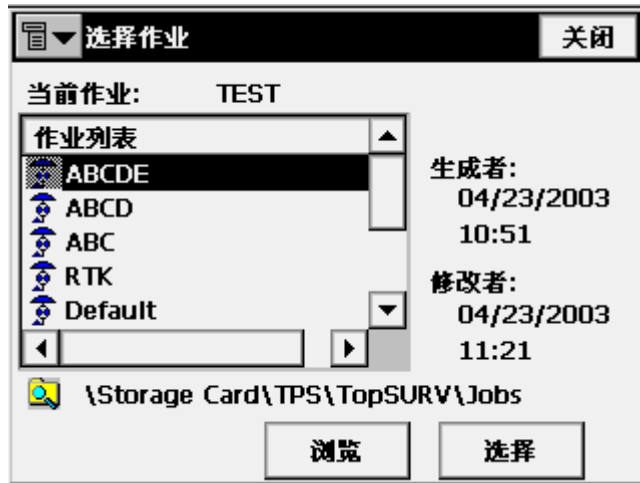 选择作业
关闭
当前作业: TEST
作业列表
ABCDE
ABCD
ABC
RTK
Default
生成者:
04/23/2003
10:51
修改者:
04/23/2003
11:21
\Storage Card\TPS\TopSURV\Jobs
浏览
选择